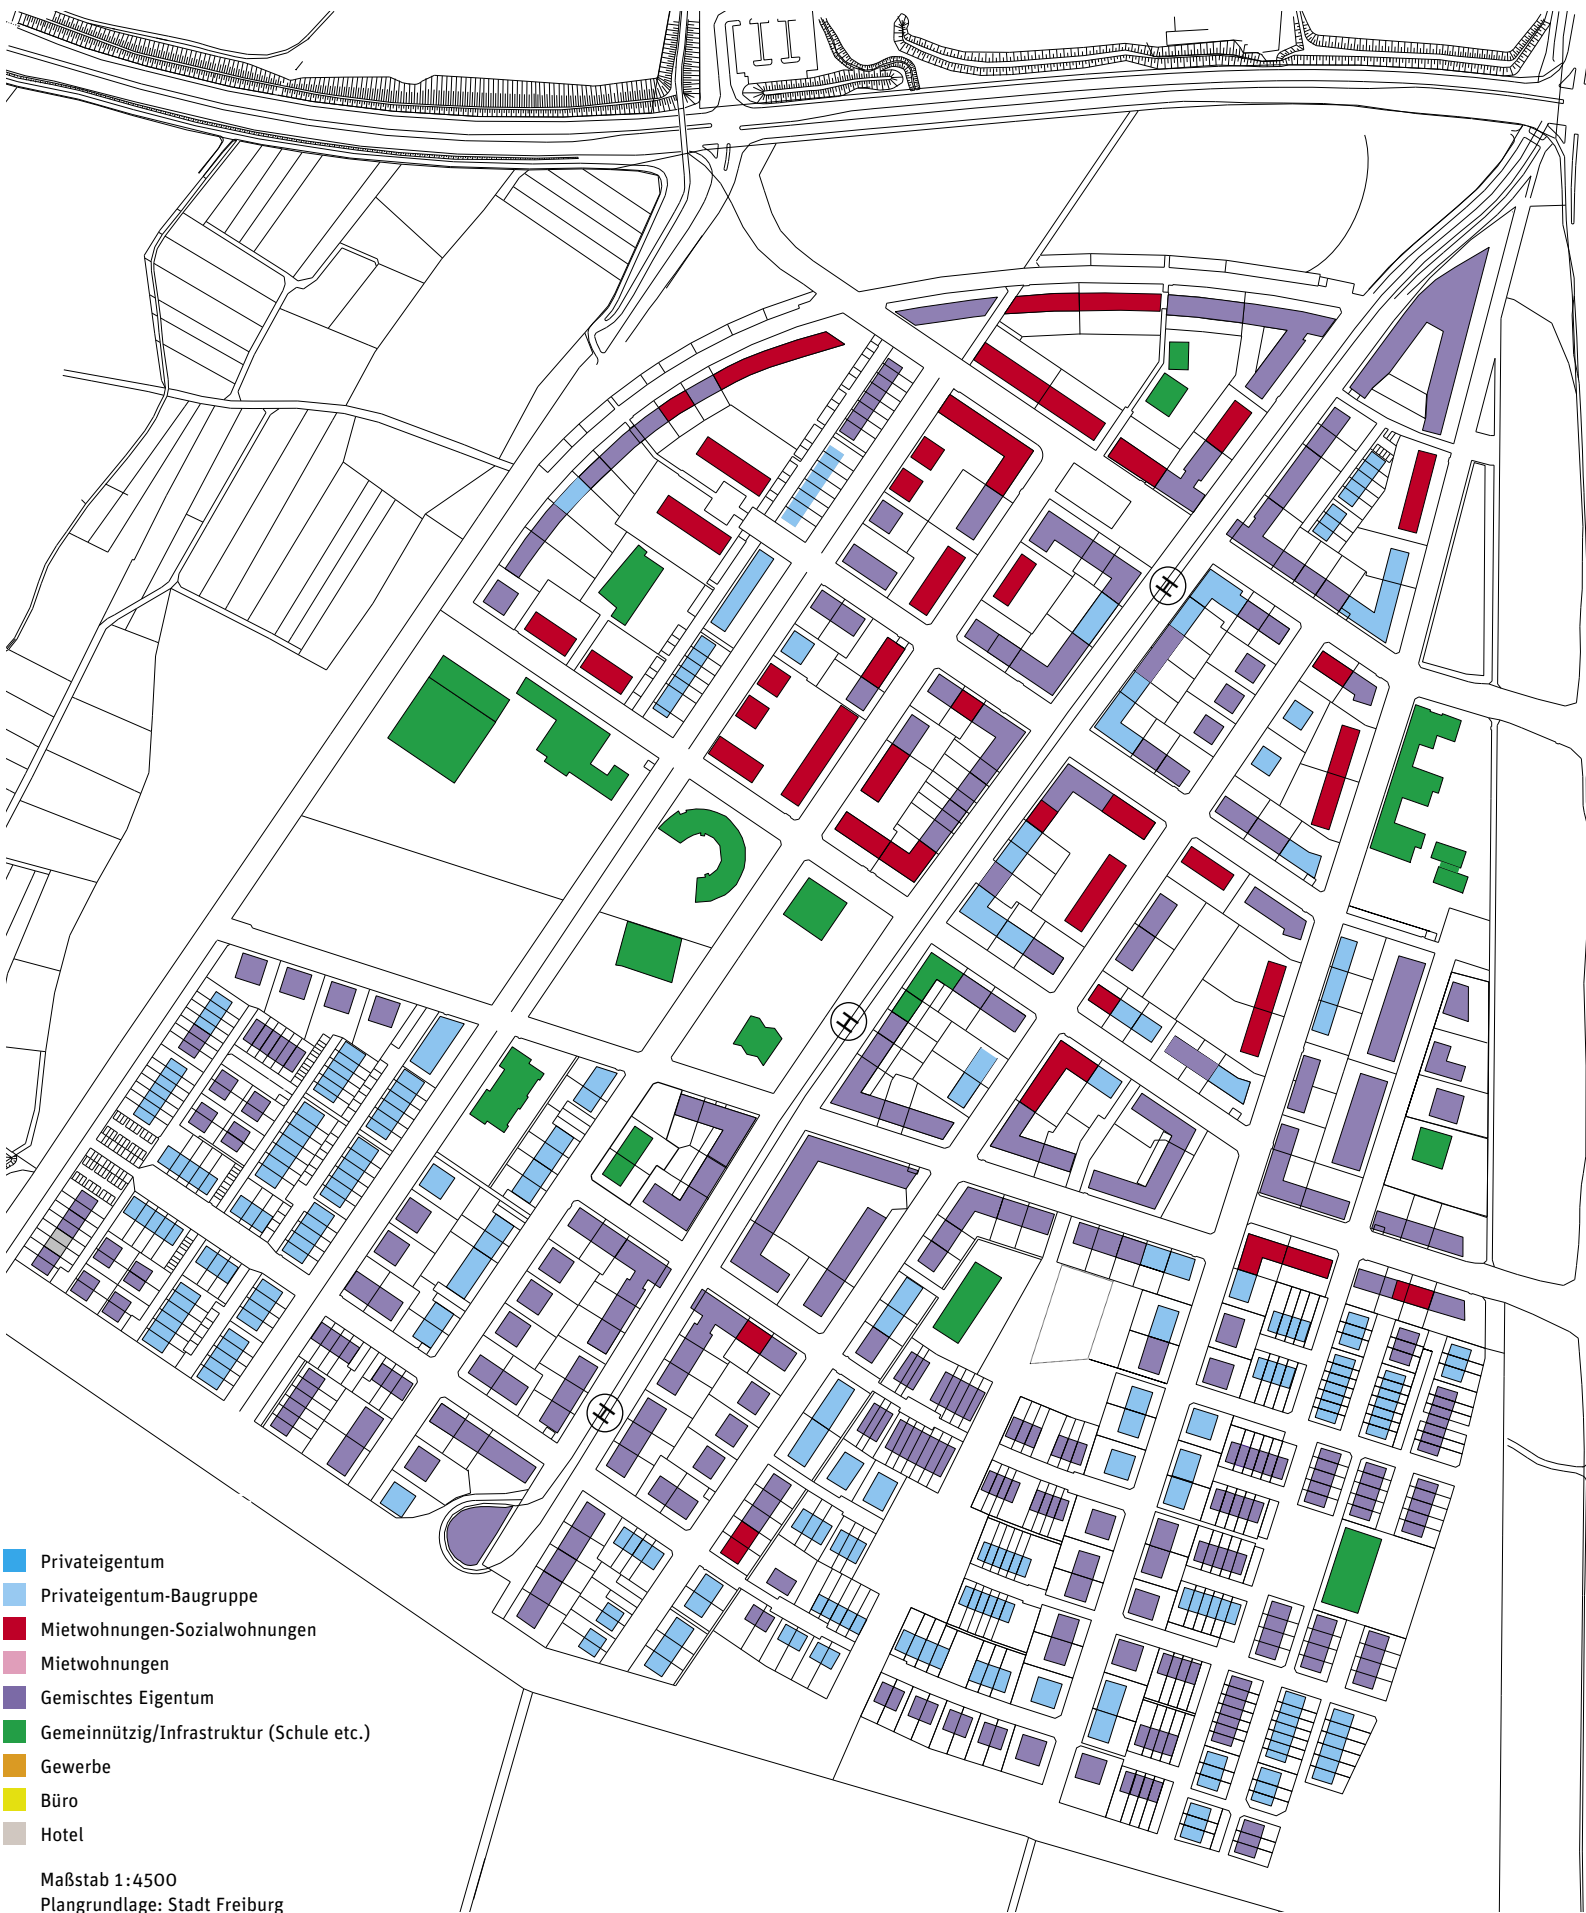 Privateigentum
Privateigentum-Baugruppe
Mietwohnungen-Sozialwohnungen
Mietwohnungen
Gemischtes Eigentum
Gemeinnützig/Infrastruktur (Schule etc.)
Gewerbe
Büro
Hotel
Maßstab 1:4500
Plangrundlage: Stadt Freiburg
H
H
H